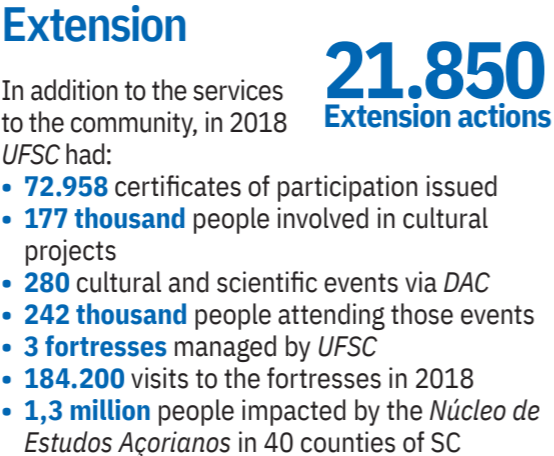 Extension
21.850
Extension actions
In addition to the services
to the community, in 2018
UFSC had:
• 72.958 certificates of participation issued
• 177 thousand people involved in cultural
projects
• 280 cultural and scientific events via DAC
• 242 thousand people attending those events
• 3 fortresses managed by UFSC
• 184.200 visits to the fortresses in 2018
• 1,3 million people impacted by the Núcleo de
Estudos Açorianos in 40 counties of SC